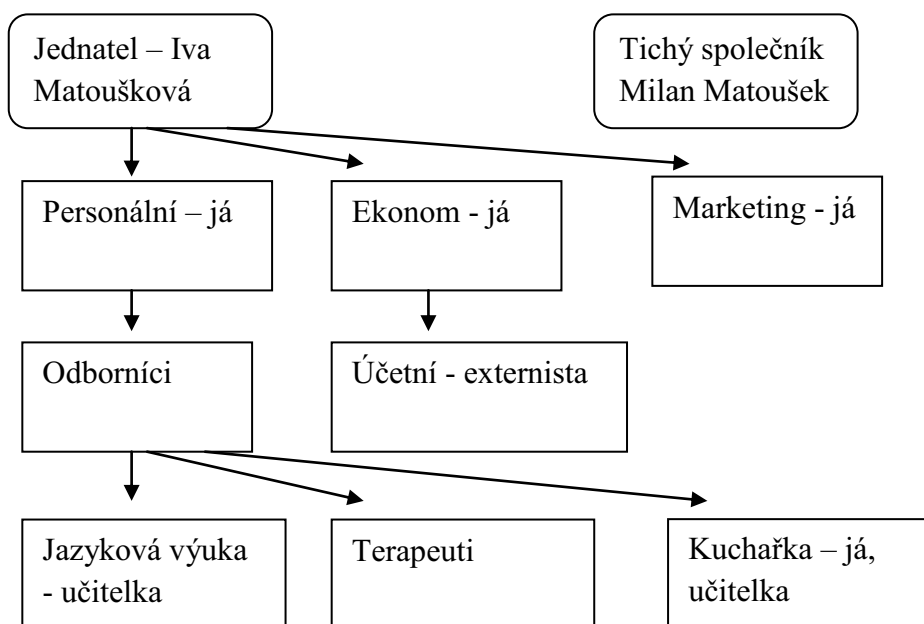 Jednatel – Iva
Matoušková
Tichý společník
Milan Matoušek
Personální – já
Ekonom - já
Marketing - já
Odborníci
Účetní - externista
Jazyková výuka
- učitelka
Terapeuti
Kuchařka – já,
učitelka